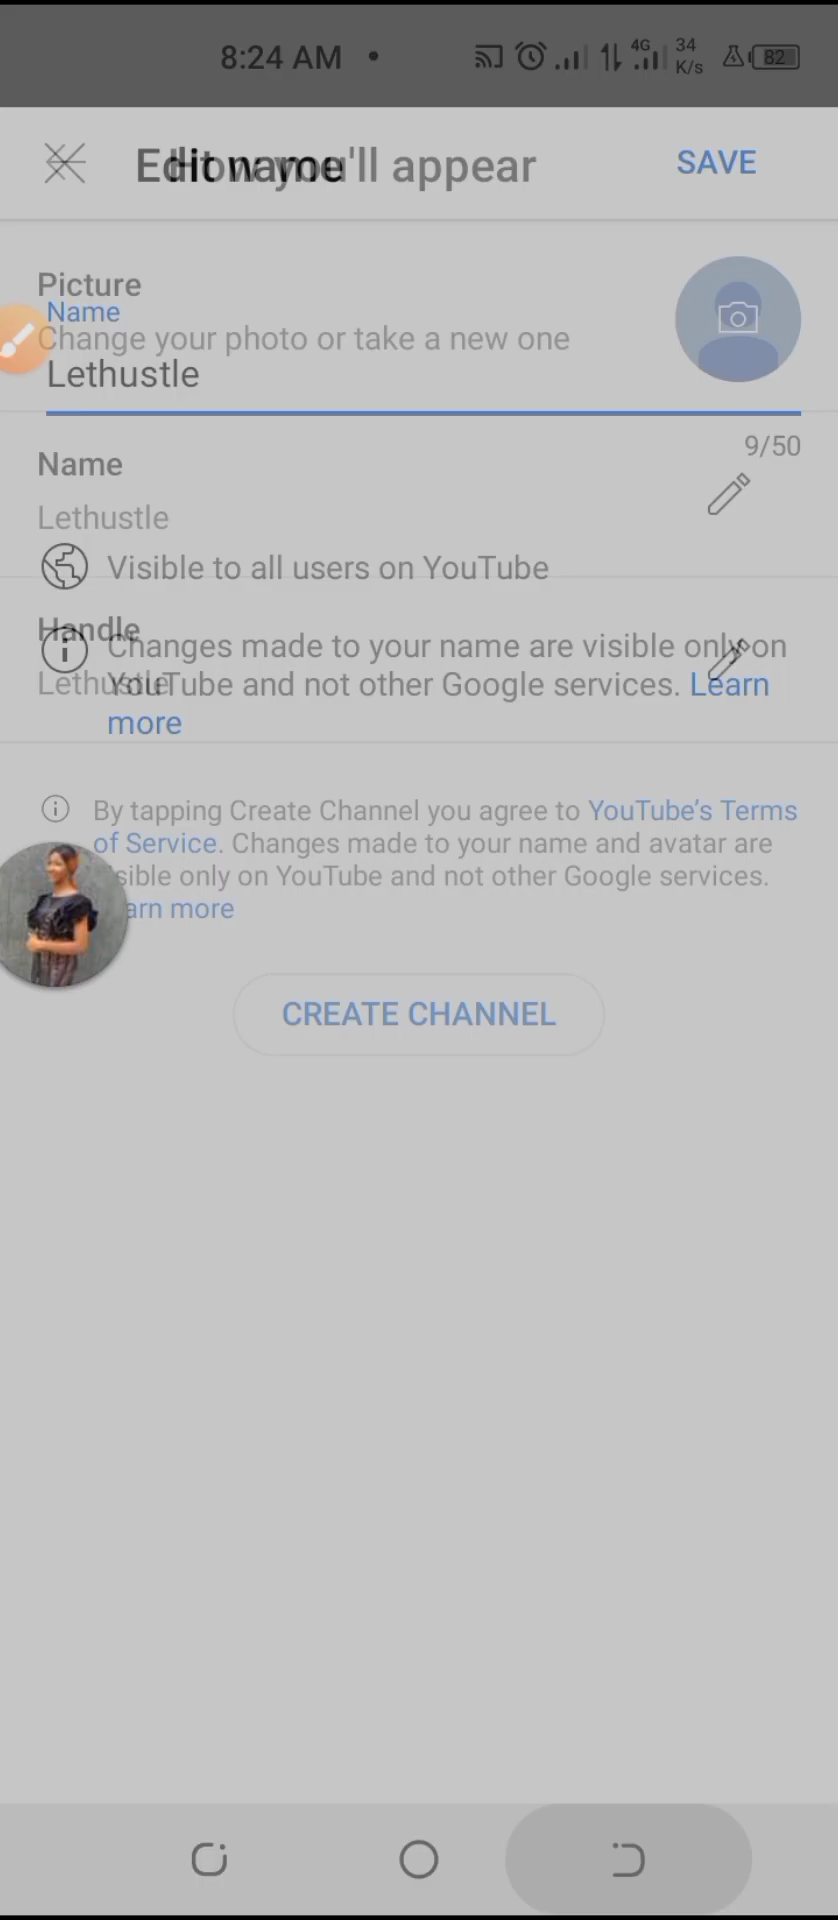 8:24 AM
4G
34
K/s
82
Edit name
How you'll appear
SAVE
Picture
Name
Change your photo or take a new one
Lethustle
9/50
Name
Lethustle
Visible to all users on YouTube
Handle
Changes made to your name are visible only on
Lethustle
YouTube and not other Google services. Learn
more
By tapping Create Channel you agree to YouTube's Terms
of Service. Changes made to your name and avatar are
sible only on YouTube and not other Google services.
arn more
CREATE CHANNEL